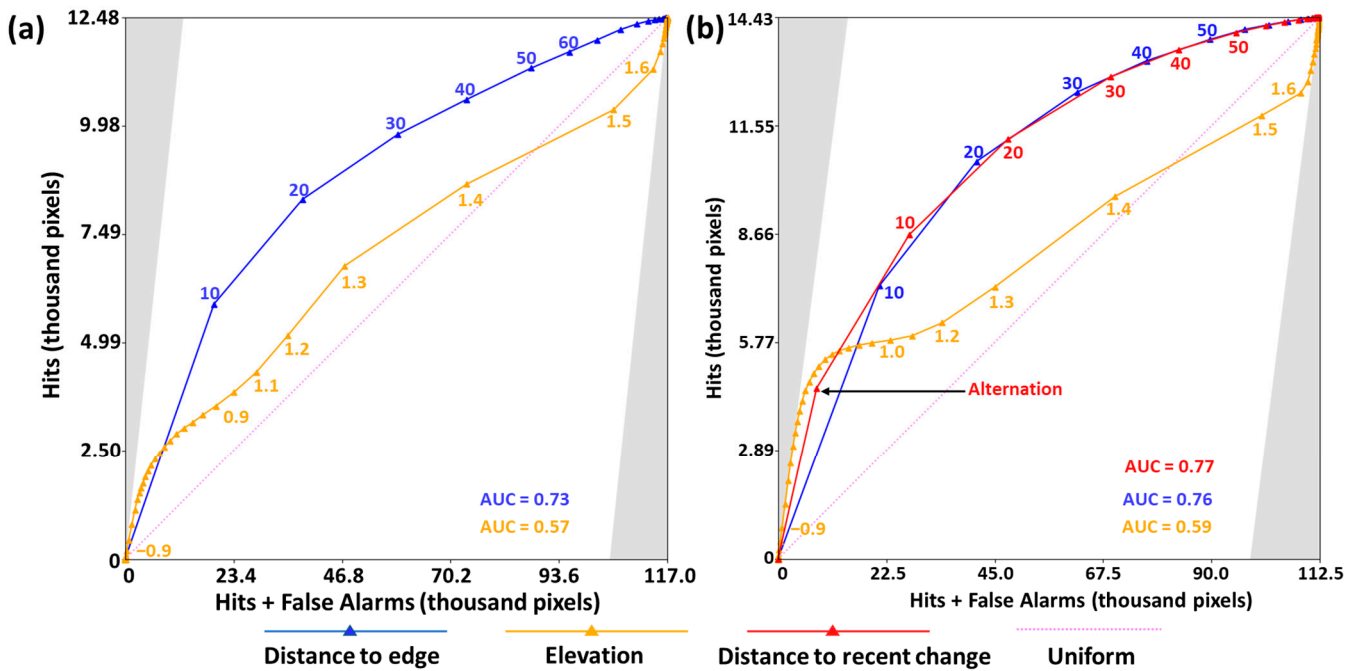 (a)
Hits (thousand pixels)
12.48
9.98
7.49
4.99
2.50
0
10
20
30
40
50
60
−0.9
0.9
1.1
1.2
1.3
1.4
1.5
1.6
AUC = 0.73
AUC = 0.57
0 23.4 46.8 70.2 93.6 117.0
Hits + False Alarms (thousand pixels)
(b)
Hits (thousand pixels)
14.43
11.55
8.66
5.77
2.89
0
10
20
30
40
50
10
20
30
40
50
−0.9
1.0
1.2
1.3
1.4
1.5
1.6
Alternation
AUC = 0.77
AUC = 0.76
AUC = 0.59
0 22.5 45.0 67.5 90.0 112.5
Hits + False Alarms (thousand pixels)
Distance to edge Elevation Distance to recent change Uniform